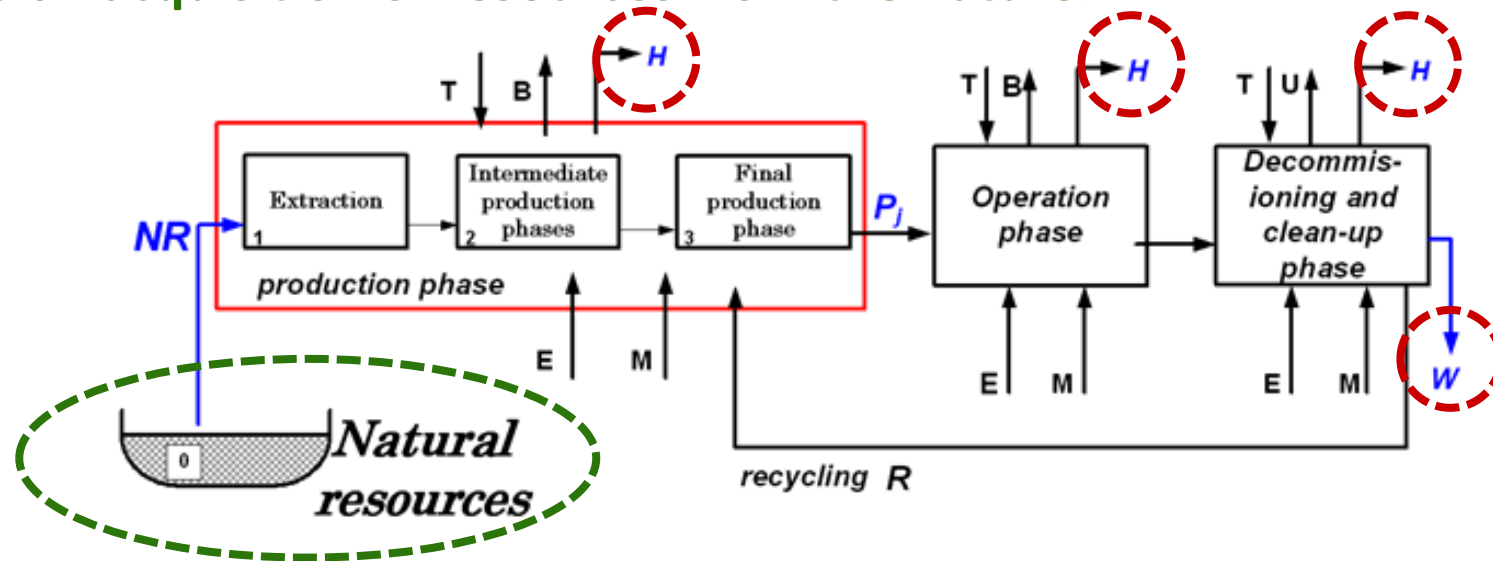 T
B
H
T
B
H
T
U
H
Extraction
1
Intermediate
production
phases
2
Final
production
phase
3
NR
production phase
P_j
Operation
phase
Decommis-
ioning and
clean-up
phase
E
M
E
M
E
M
W
0
Natural
resources
recycling R